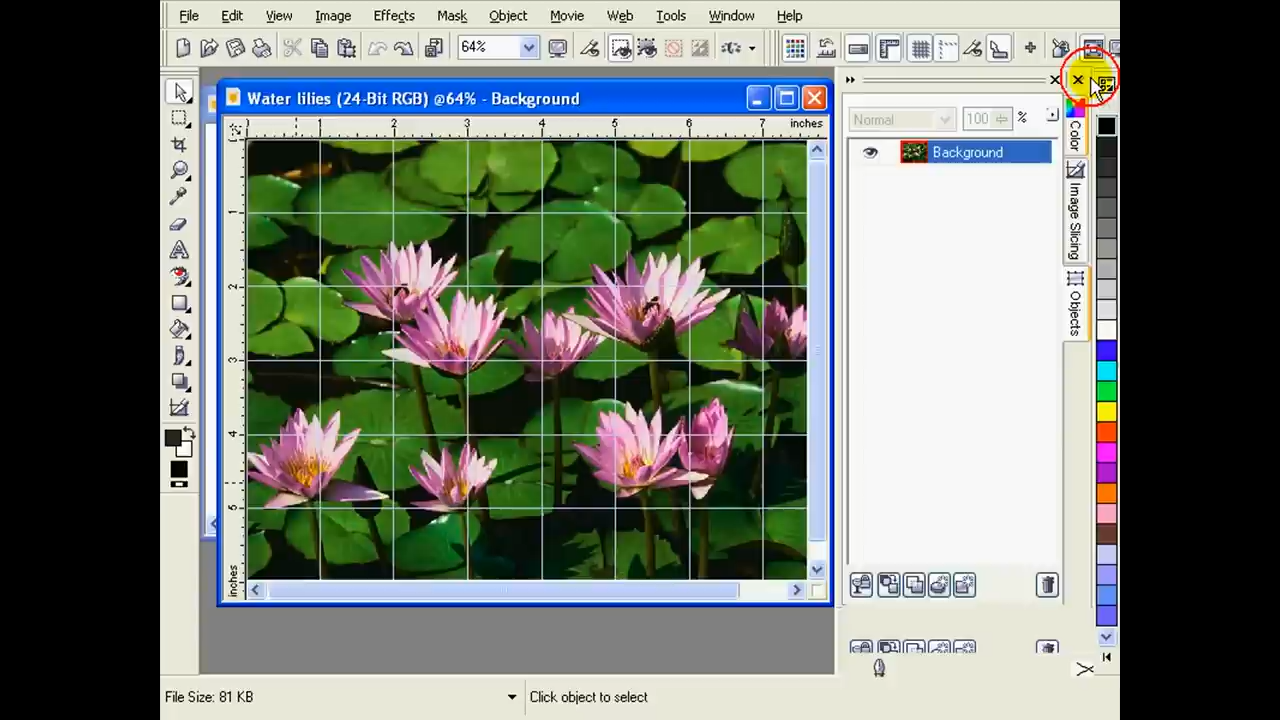 File Edit View Image Effects Mask Object Movie Web Tools Window Help
64%
Water lilies (24-Bit RGB) @64% - Background
2 3 4 5 6 7 inches
Normal 100 %
Background
Color
Image Slicing
Objects
1
2
3
4
5
inches
File Size: 81 KB
Click object to select